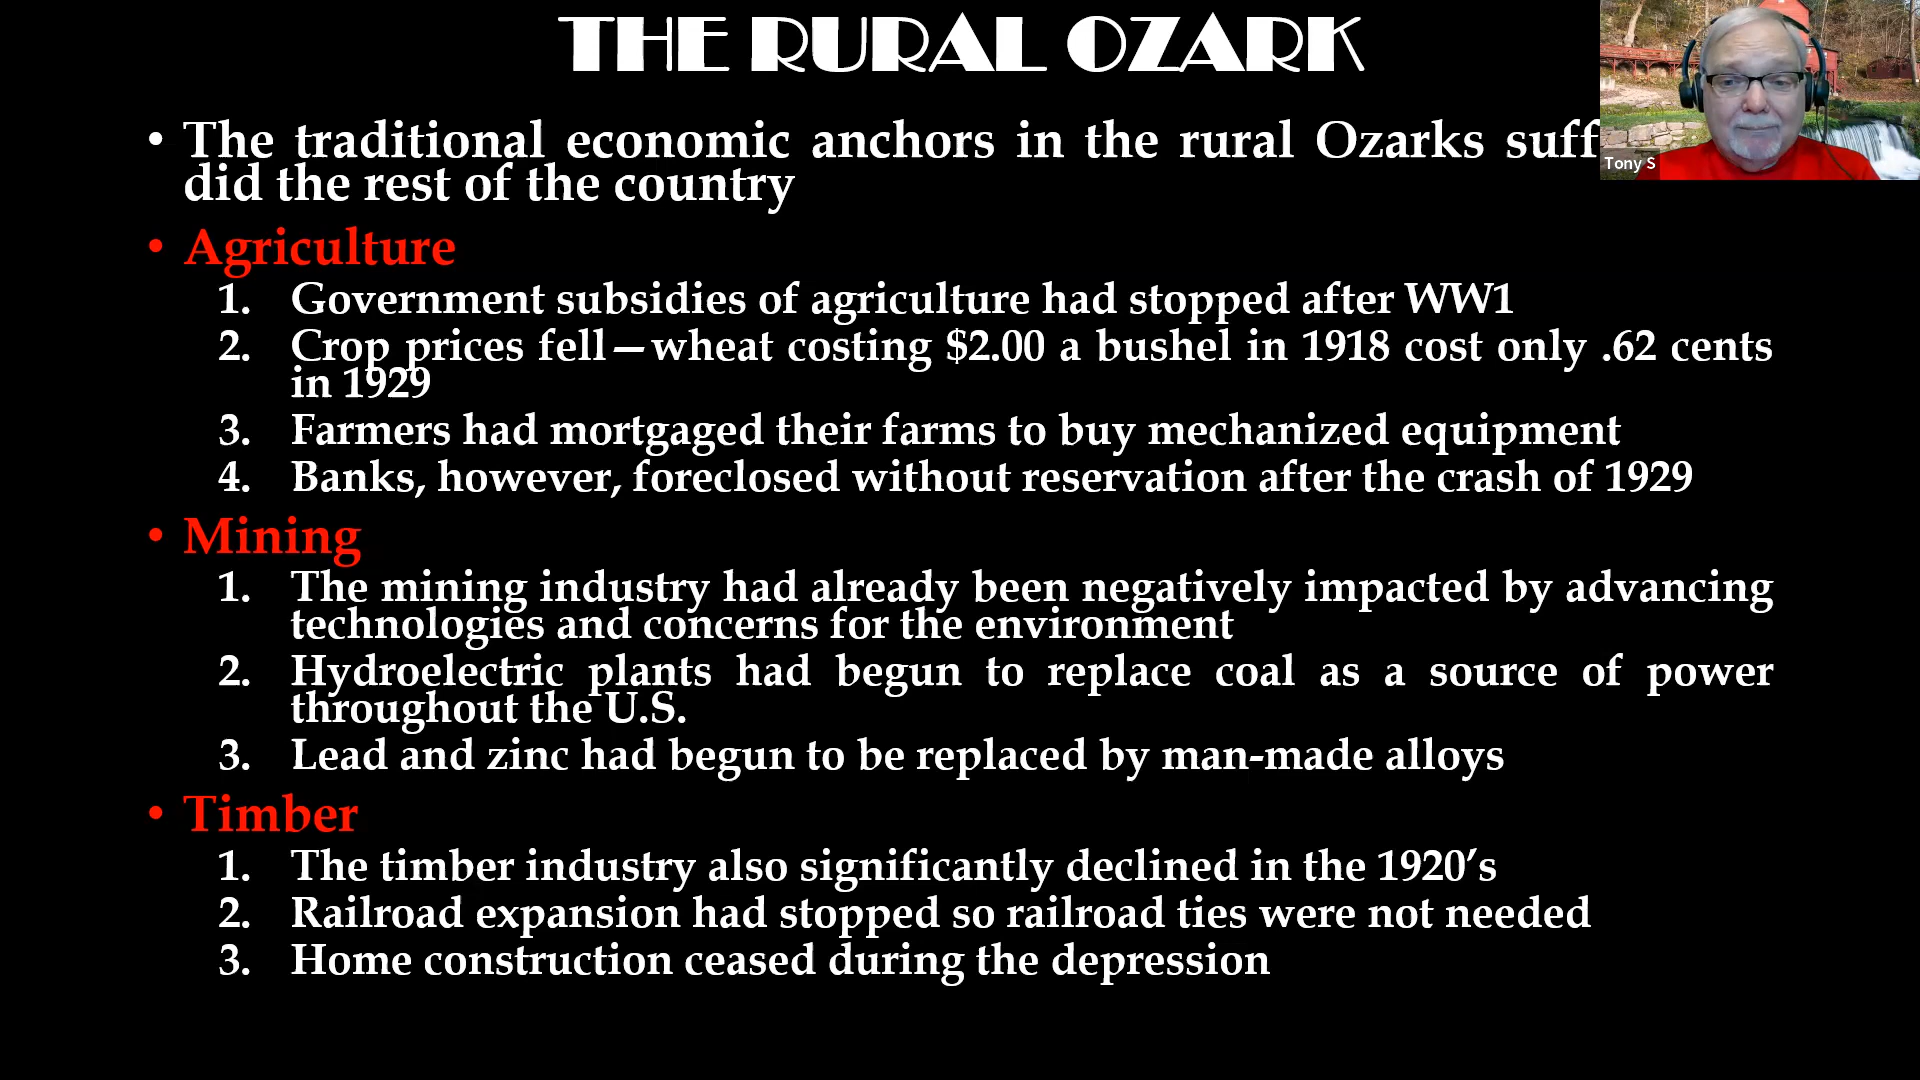 THE RURAL OZARK
• The traditional economic anchors in the rural Ozarks
did the rest of the country
• Agriculture
1. Government subsidies of agriculture had stopped after WW1
2. Crop prices fell—wheat costing $2.00 a bushel in 1918 cost only .62 cents
in 1929
3. Farmers had mortgaged their farms to buy mechanized equipment
4. Banks, however, foreclosed without reservation after the crash of 1929
• Mining
1. The mining industry had already been negatively impacted by advancing
technologies and concerns for the environment
2. Hydroelectric plants had begun to replace coal as a source of power
throughout the U.S.
3. Lead and zinc had begun to be replaced by man-made alloys
• Timber
1. The timber industry also significantly declined in the 1920’s
2. Railroad expansion had stopped so railroad ties were not needed
3. Home construction ceased during the depression
Tony S